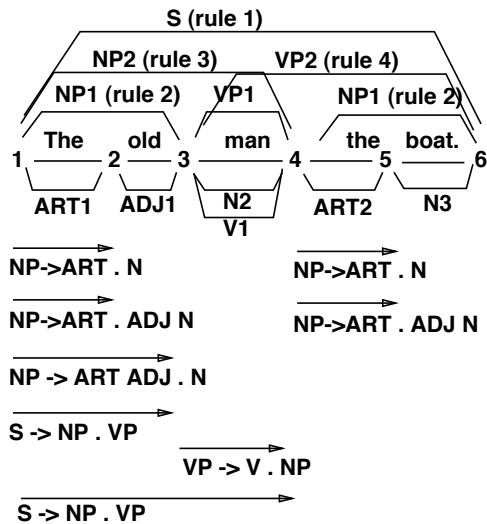 S (rule 1)
NP2 (rule 3) VP2 (rule 4)
NP1 (rule 2) VP1 NP1 (rule 2)
The old man the boat.
1 2 3 4 5 6
ART1 ADJ1 N2 ART2 N3
V1
NP->ART . N NP->ART . N
NP->ART . ADJ N NP->ART . ADJ N
NP -> ART ADJ . N
S -> NP . VP
VP -> V . NP
S -> NP . VP